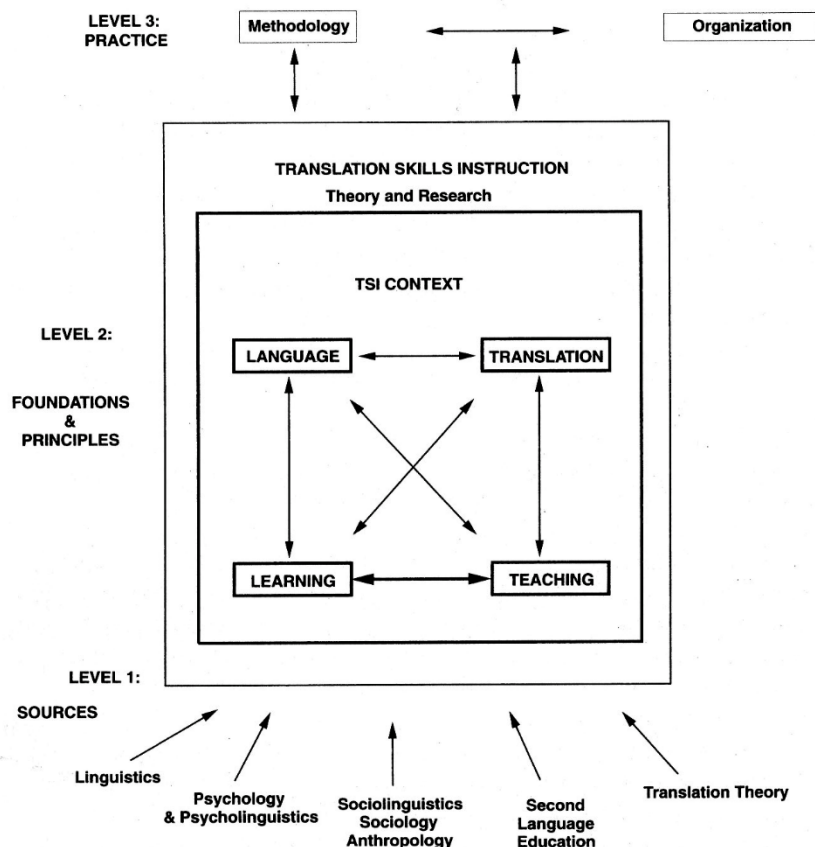 LEVEL 3:
PRACTICE
Methodology
Organization
TRANSLATION SKILLS INSTRUCTION
Theory and Research
TSI CONTEXT
LEVEL 2:
LANGUAGE
TRANSLATION
FOUNDATIONS
&
PRINCIPLES
LEARNING
TEACHING
LEVEL 1:
SOURCES
Linguistics
Psychology
& Psycholinguistics
Sociolinguistics
Sociology
Anthropology
Second
Language
Education
Translation Theory